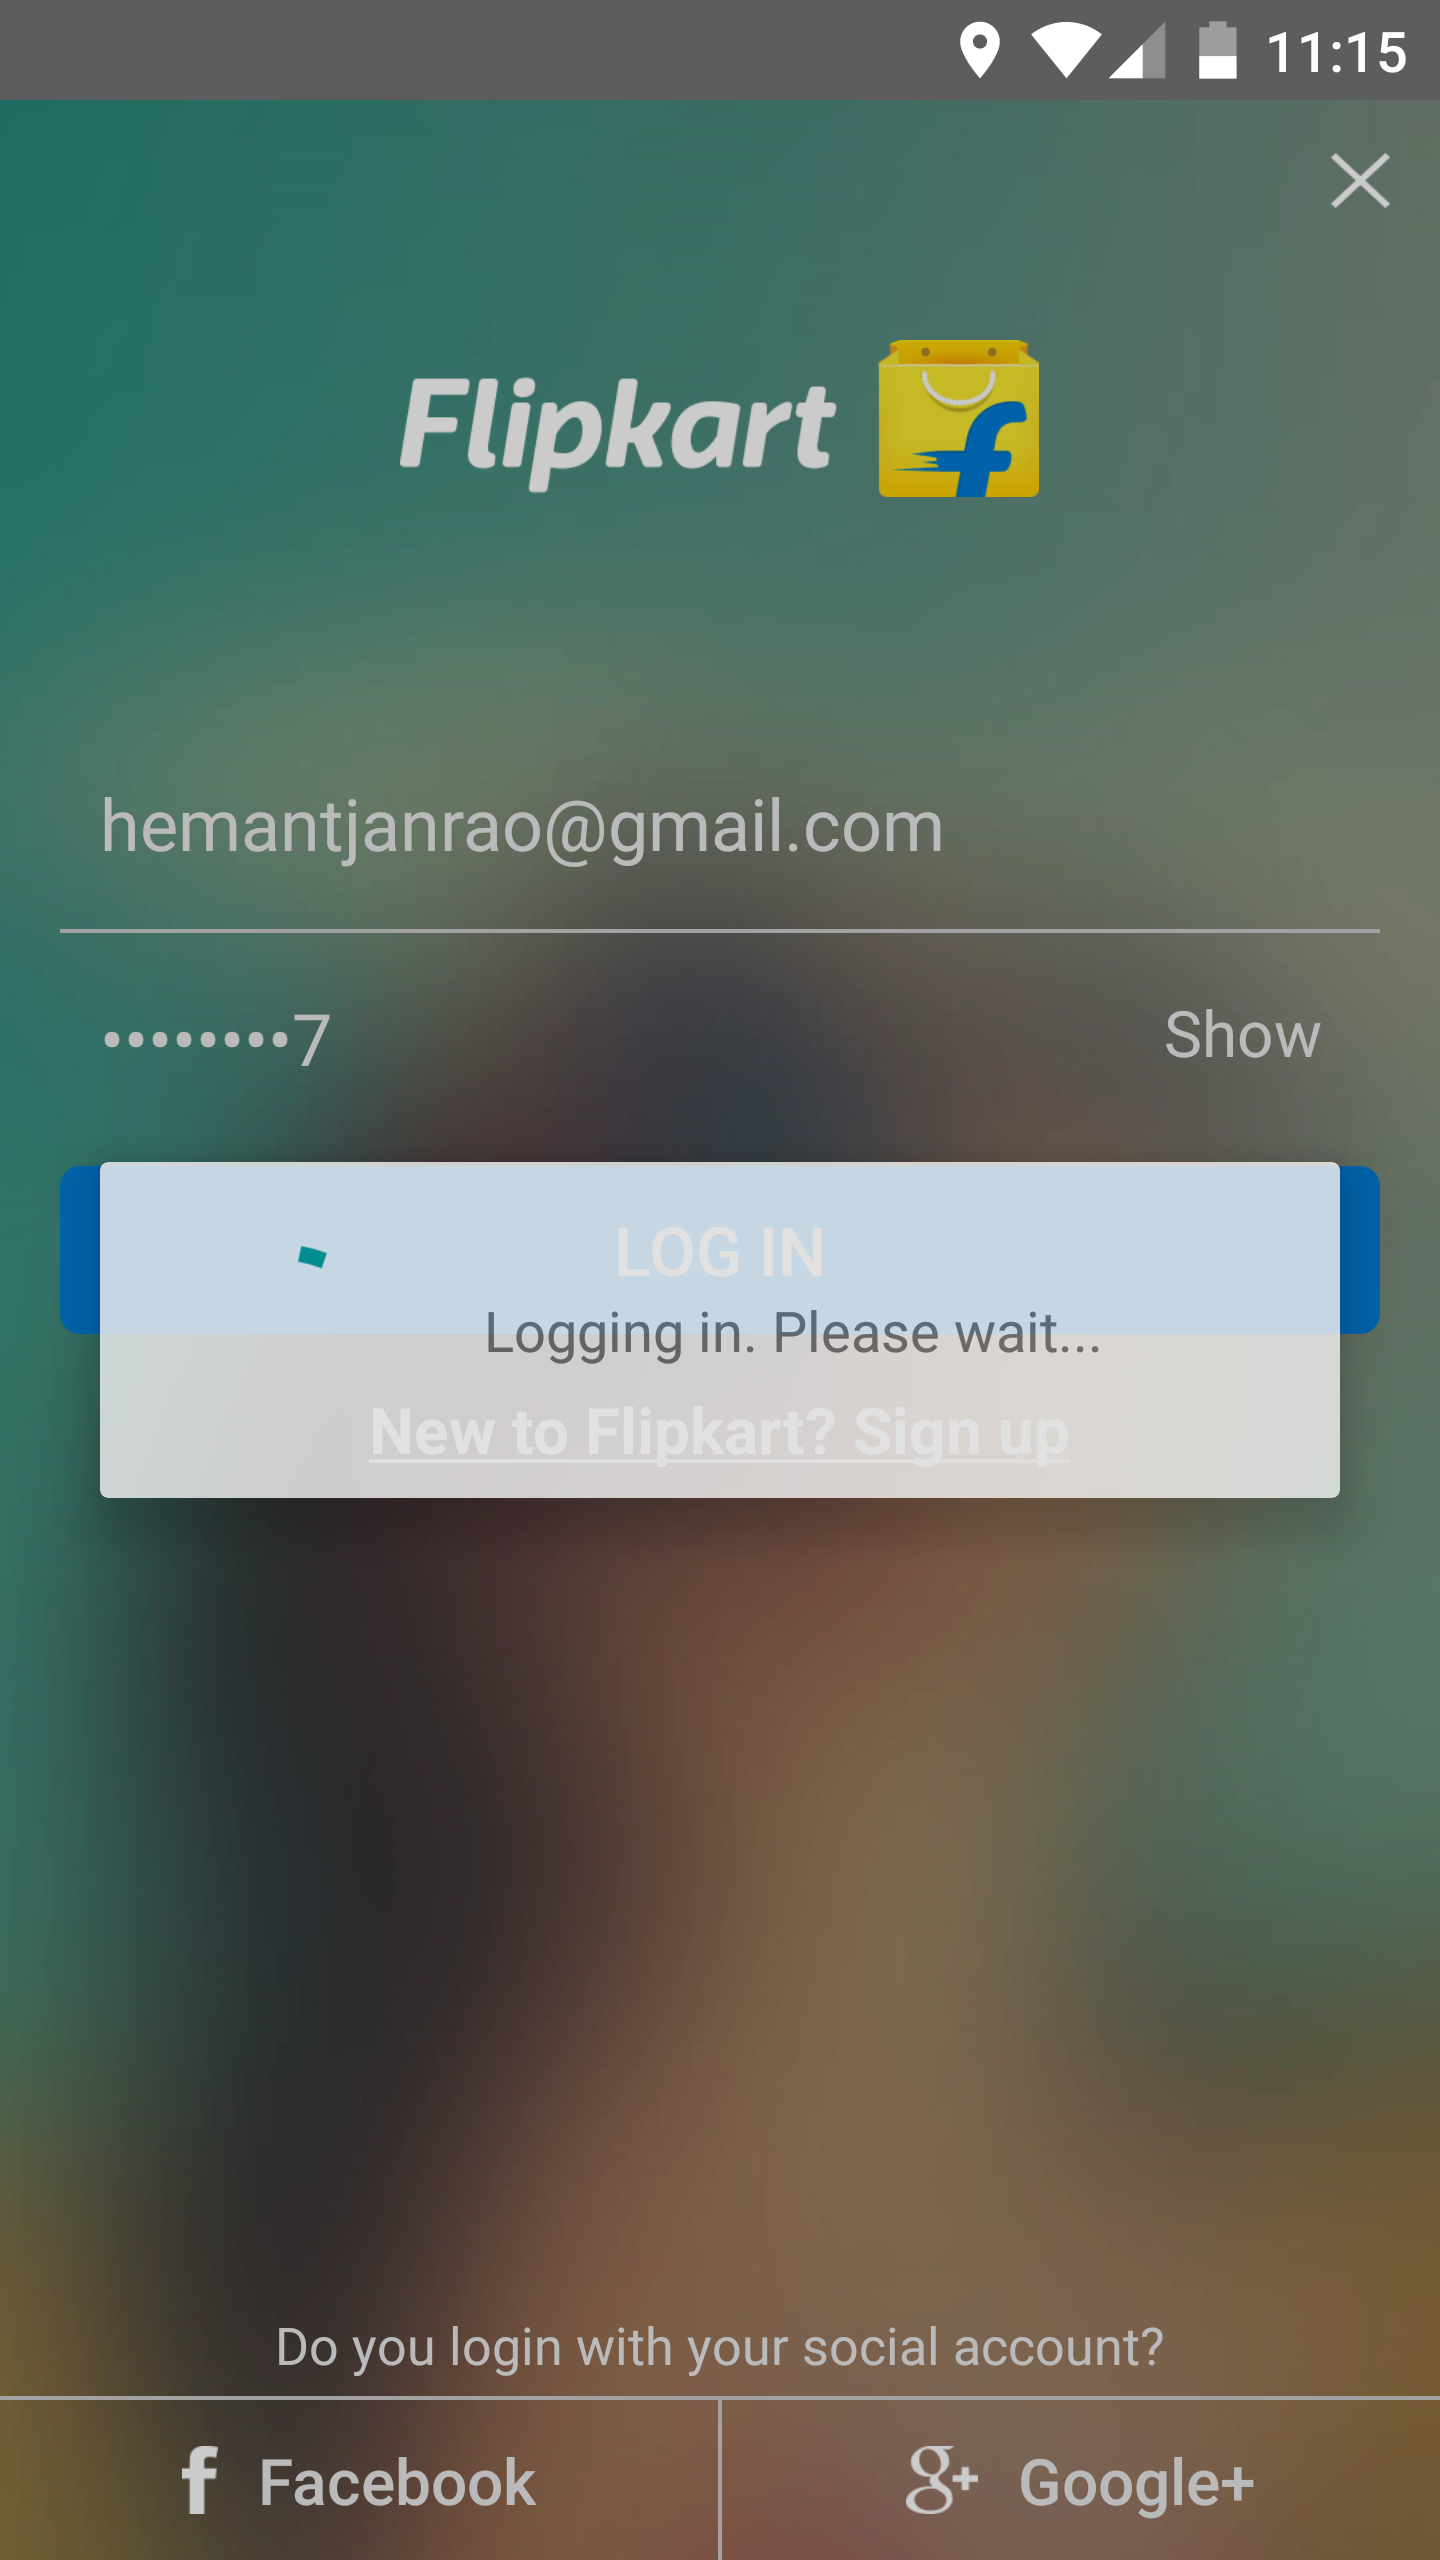 11:15
Flipkart
hemantjanrao@gmail.com
••••••••7 Show
LOG IN
Logging in. Please wait...
New to Flipkart? Sign up
Do you login with your social account?
Facebook Google+